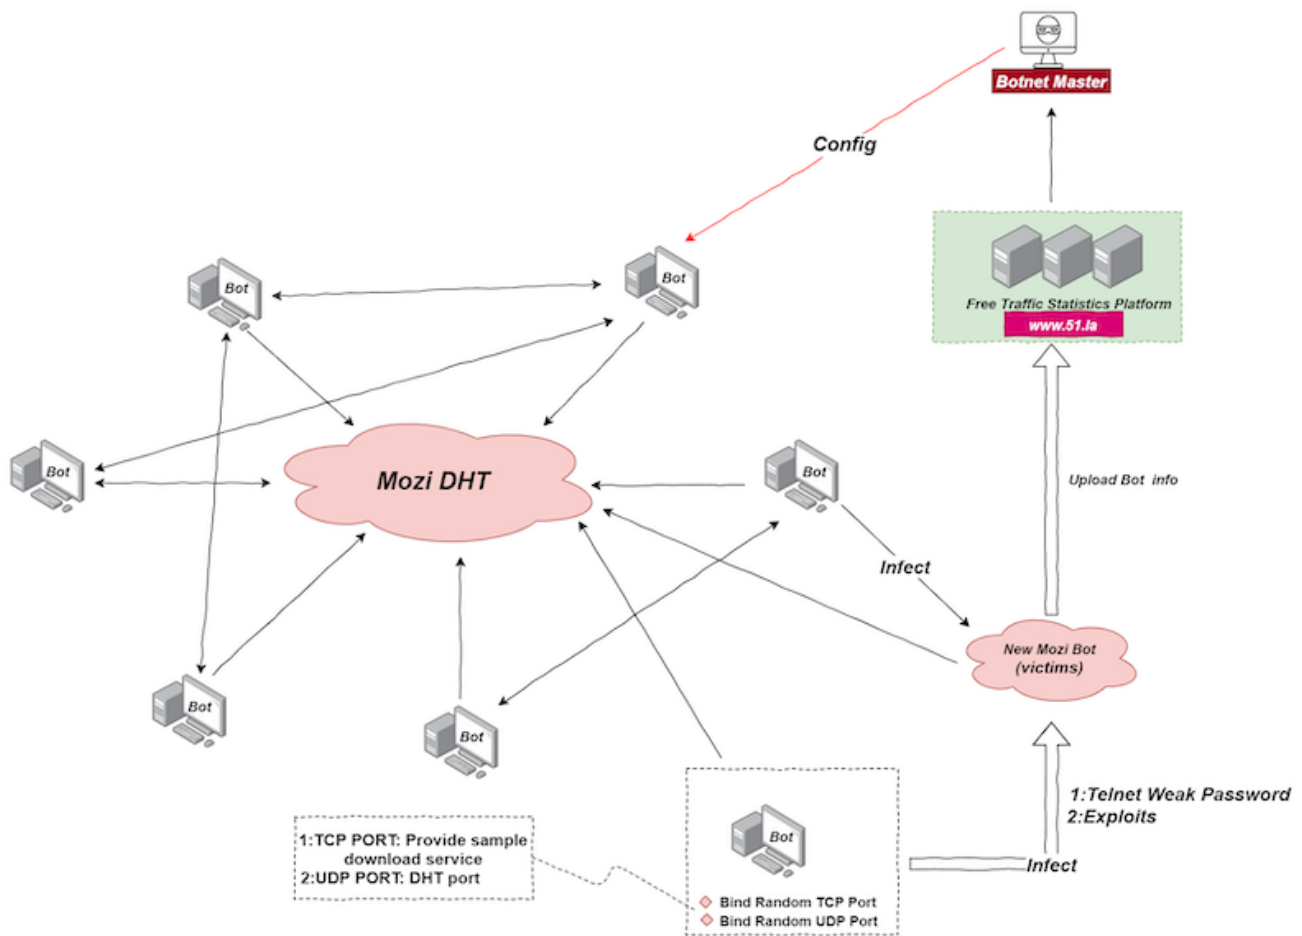 Botnet Master
Config
Bot
Bot
Free Traffic Statistics Platform
www.51.la
Bot
Mozi DHT
Bot
Upload Bot info
Infect
New Mozi Bot
(victims)
Bot
Bot
1:Telnet Weak Password
2:Exploits
1:TCP PORT: Provide sample
download service
2:UDP PORT: DHT port
Bot
Infect
Bind Random TCP Port
Bind Random UDP Port